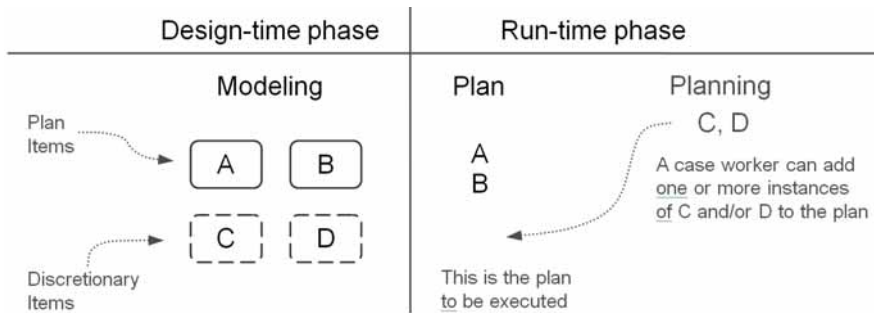 Design-time phase
Run-time phase
Modeling
Plan
Planning
Plan
Items
A
B
C, D
A
B
A case worker can add
one or more instances
of C and/or D to the plan
C
D
Discretionary
Items
This is the plan
to be executed